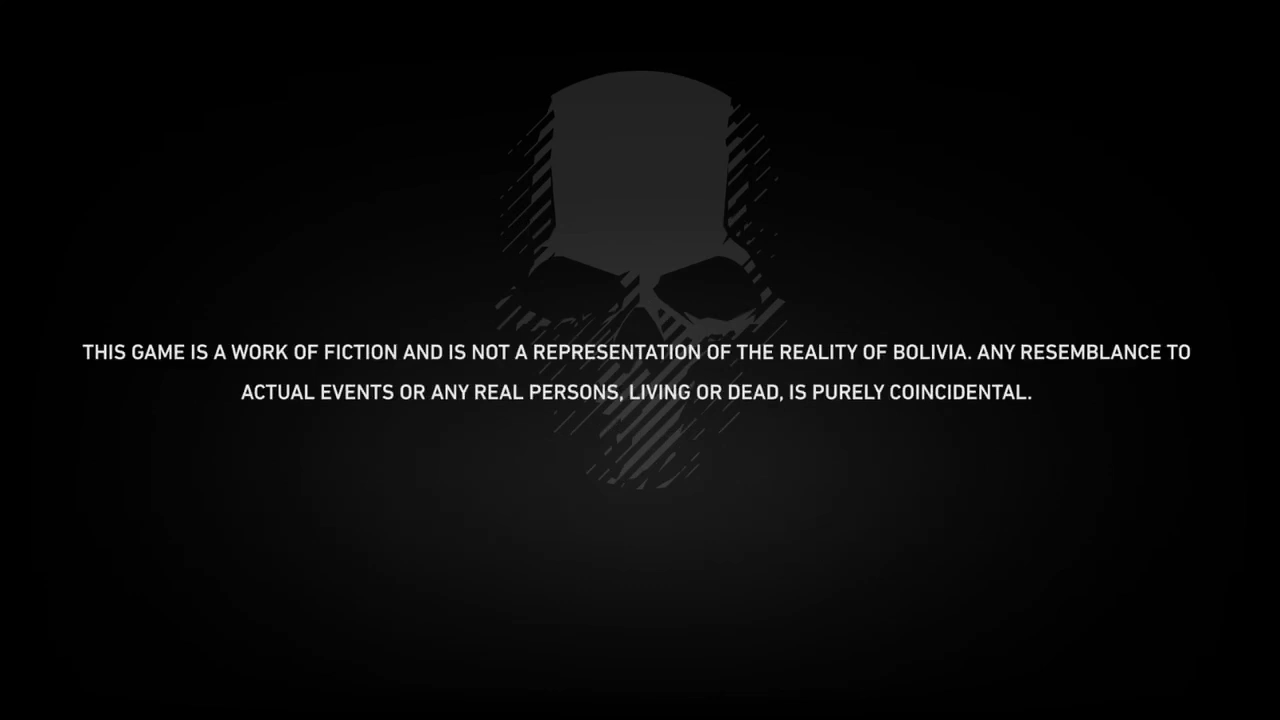 THIS GAME IS A WORK OF FICTION AND IS NOT A REPRESENTATION OF THE REALITY OF BOLIVIA. ANY RESEMBLANCE TO
ACTUAL EVENTS OR ANY REAL PERSONS, LIVING OR DEAD, IS PURELY COINCIDENTAL.